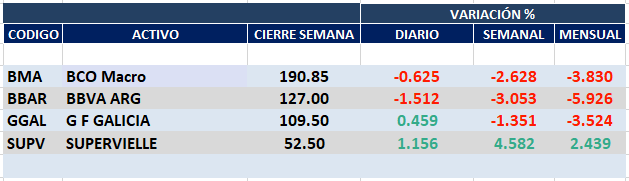 VARIACIÓN %
CODIGO ACTIVO CIERRE SEMANA DIARIO SEMANAL MENSUAL
BMA BCO Macro 190.85 -0.625 -2.628 -3.830
BBAR BBVA ARG 127.00 -1.512 -3.053 -5.926
GGAL G F GALICIA 109.50 0.459 -1.351 -3.524
SUPV SUPERVIELLE 52.50 1.156 4.582 2.439